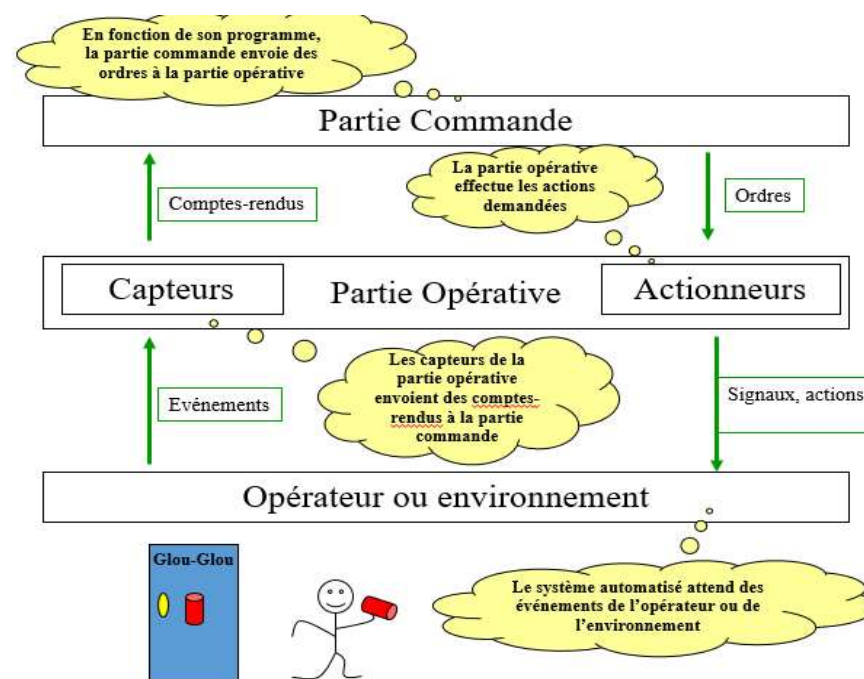 En fonction de son programme,
la partie commande envoie des
ordres à la partie opérative
Partie Commande
La partie opérative
effectue les actions
demandées
Comptes-rendus
Ordres
Capteurs
Partie Opérative
Actionneurs
Les capteurs de la
partie opérative
envoient des comptes-
rendus à la partie
commande
Evénements
Signaux, actions
Opérateur ou environnement
Glou-Glou
Le système automatisé attend des
événements de l'opérateur ou de
l'environnement